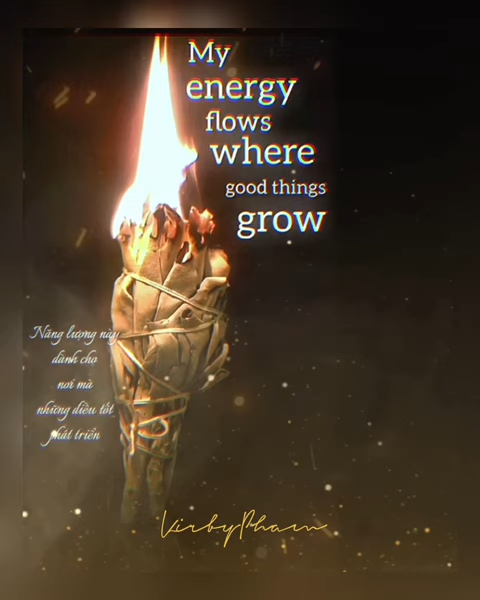 My
energy
flows
where
good things
grow
Năng lượng này
dành cho
nơi mà
những điều tốt
phát triển
KirbyPham